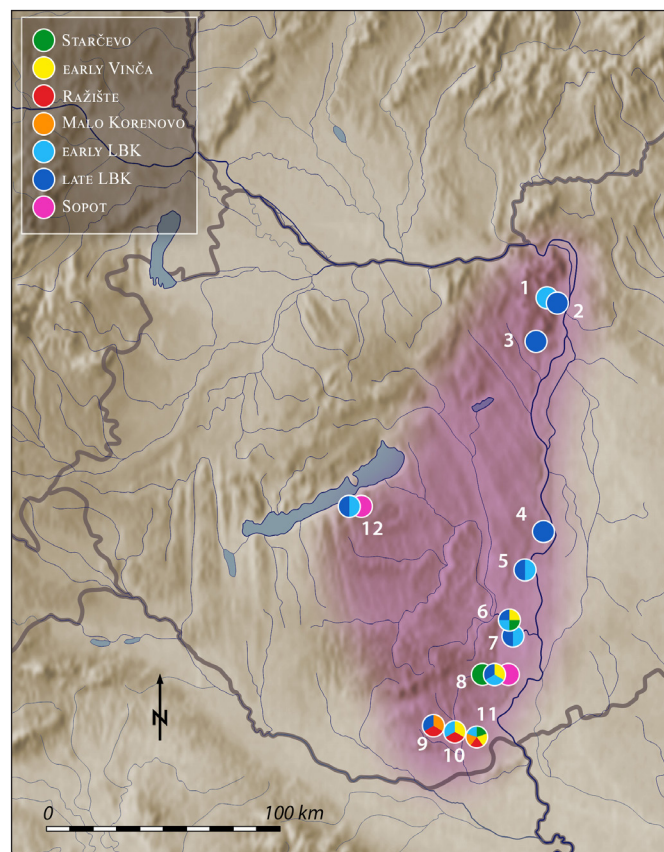 STARČEVO
EARLY VINČA
RAŽIŠTE
MALO KORENOVO
EARLY LBK
LATE LBK
SOPOT
1
2
3
4
12
5
6
7
8
11
9
10
N
0 100 km